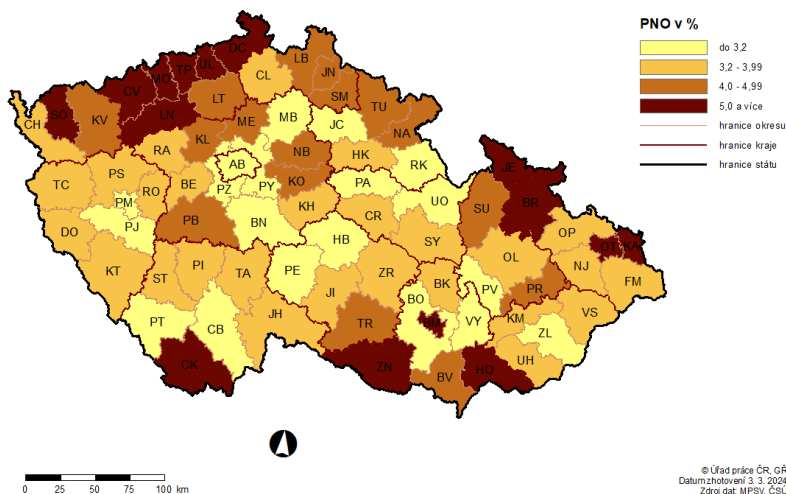 PNO v %
do 3,2
3,2 - 3,99
4,0 - 4,99
5,0 a více
hranice okresu
hranice kraje
hranice státu
DC
UL
TP
MO
CV
LN
SO
KV
CH
LT
CL
LB
JN
SM
TU
NA
ME
MB
JC
KL
RA
AB
NB
HK
RK
TC
PS
RO
BE
PZ
PY
KO
PA
UO
PM
PJ
PB
BN
KH
CR
SY
DO
KT
ST
PI
TA
PE
HB
JI
ZR
PT
CB
JH
TR
CK
ZN
BO
BM
BK
VY
PV
BV
HO
UH
KM
ZL
VS
PR
OL
SU
JE
BR
OP
OT
KA
NJ
FM
0 20 40 60 80 100 km
© Úřad práce ČR, GŘ
Datum zhotovení 3. 3. 2024
Zdroj dat: MPSV, ČSÚ